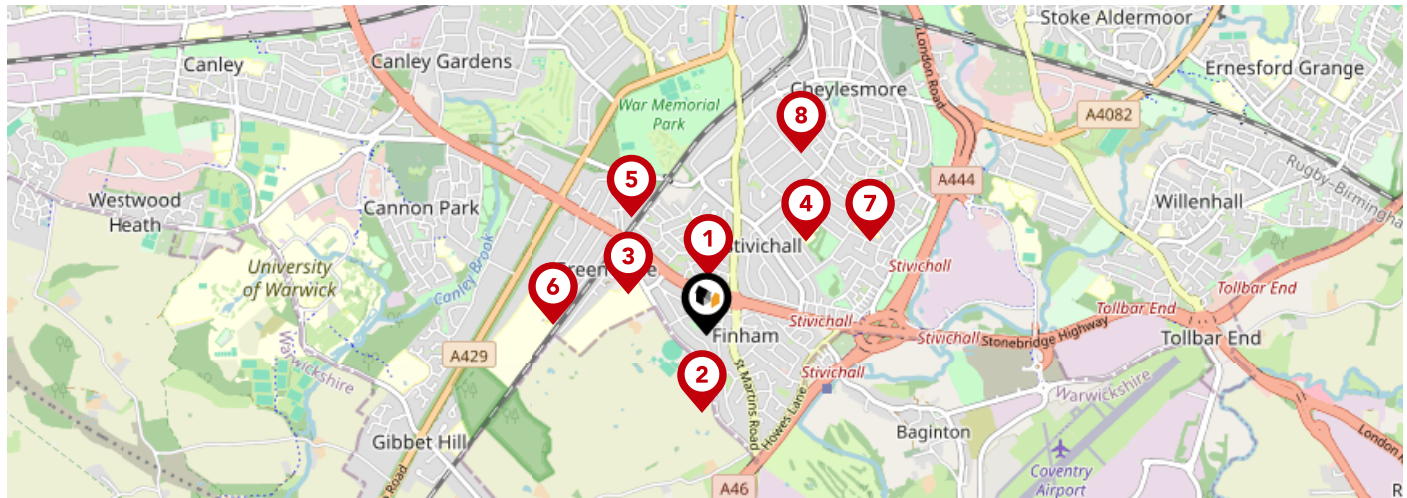 Stoke Aldermoor
Canley
Canley Gardens
London Road
Ernesford Grange
War Memorial
Park
Cheylesmore
A4082
8
Rugby-Birmingham
5
A444
Westwood
Heath
Cannon Park
4
7
Willenhall
1
Stivichall
3
University
of Warwick
Canley Brook
6
Stivichall
Tollbar End
Tollbar End
Stivichall
Finham
Stivichall
Stonebridge Highway
Tollbar End
A429
Warwickshire
2
St Martins Road
Stivichall
Howes Lane
Warwickshire
Gibbet Hill
Baginton
London
Road
A46
Coventry
Airport
R